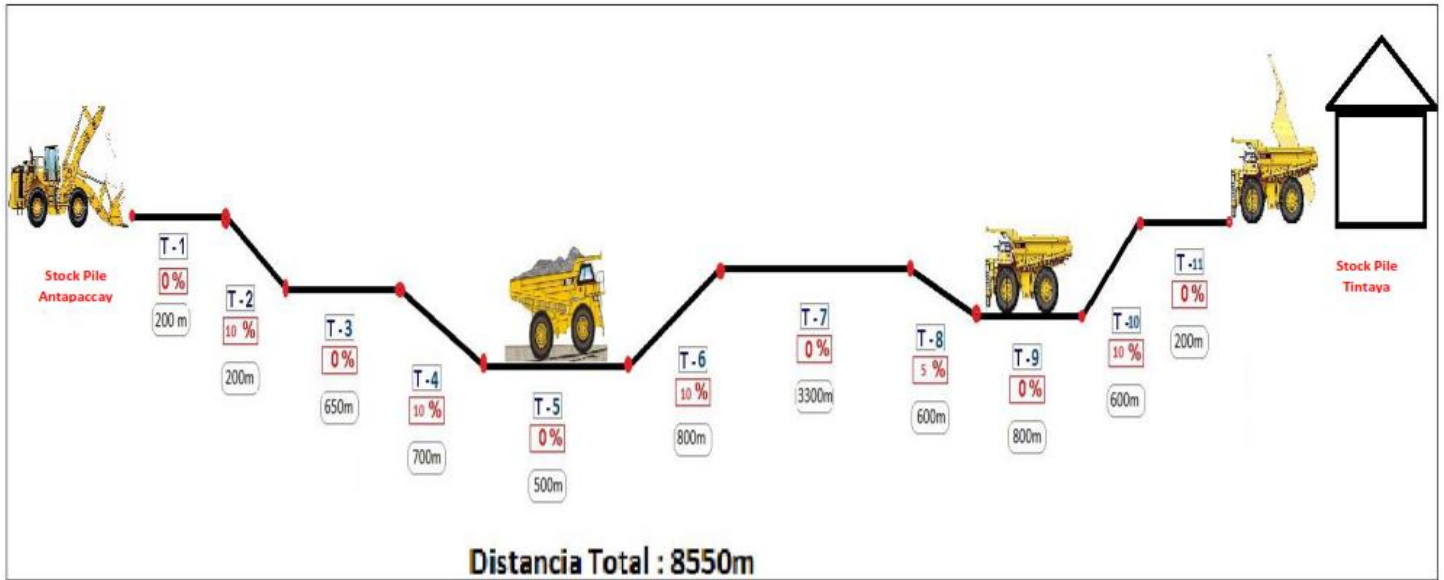 Stock Pile
Antapaccay
T - 1
0 %
200 m
T - 2
10 %
200m
T - 3
0 %
650m
T - 4
10 %
700m
T - 5
0 %
500m
T - 6
10 %
800m
T - 7
0 %
3300m
T - 8
5 %
600m
T - 9
0 %
800m
T -10
10 %
600m
T -11
0 %
200m
Stock Pile
Tintaya
Distancia Total : 8550m